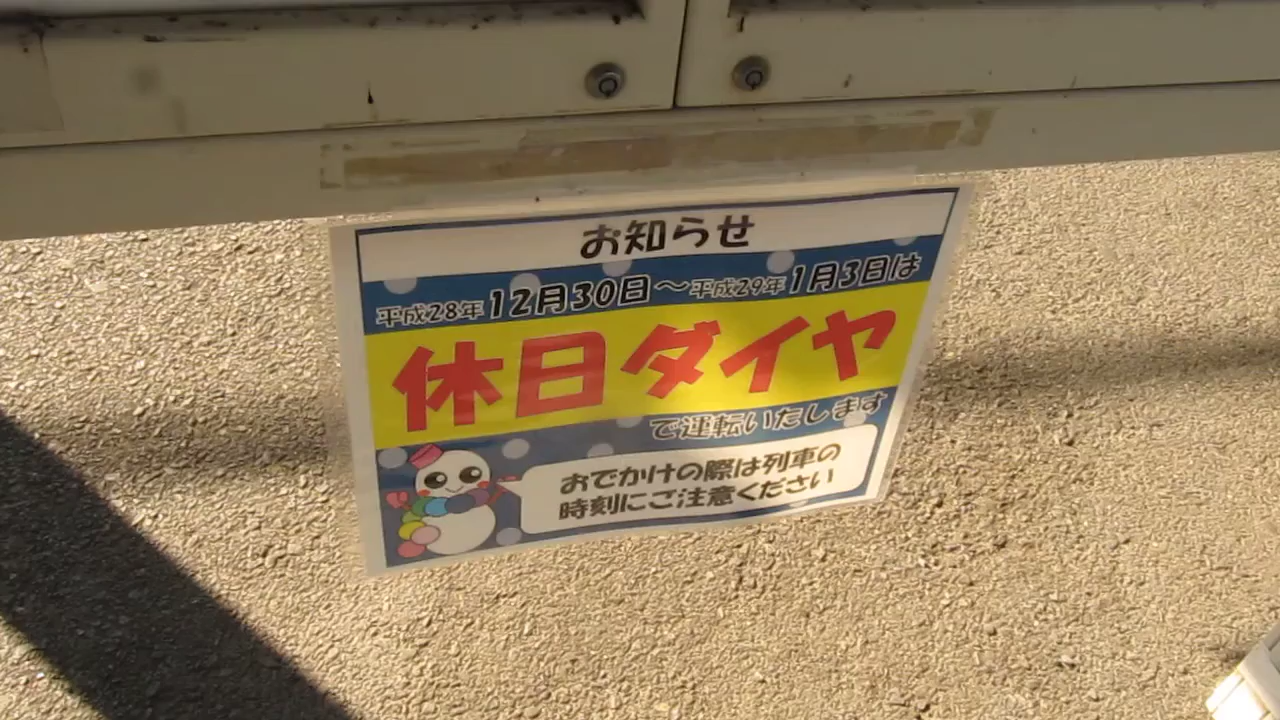 お知らせ
平成28年12月30日～平成29年1月3日は
休日ダイヤ
で運転いたします
おでかけの際は列車の
時刻にご注意ください